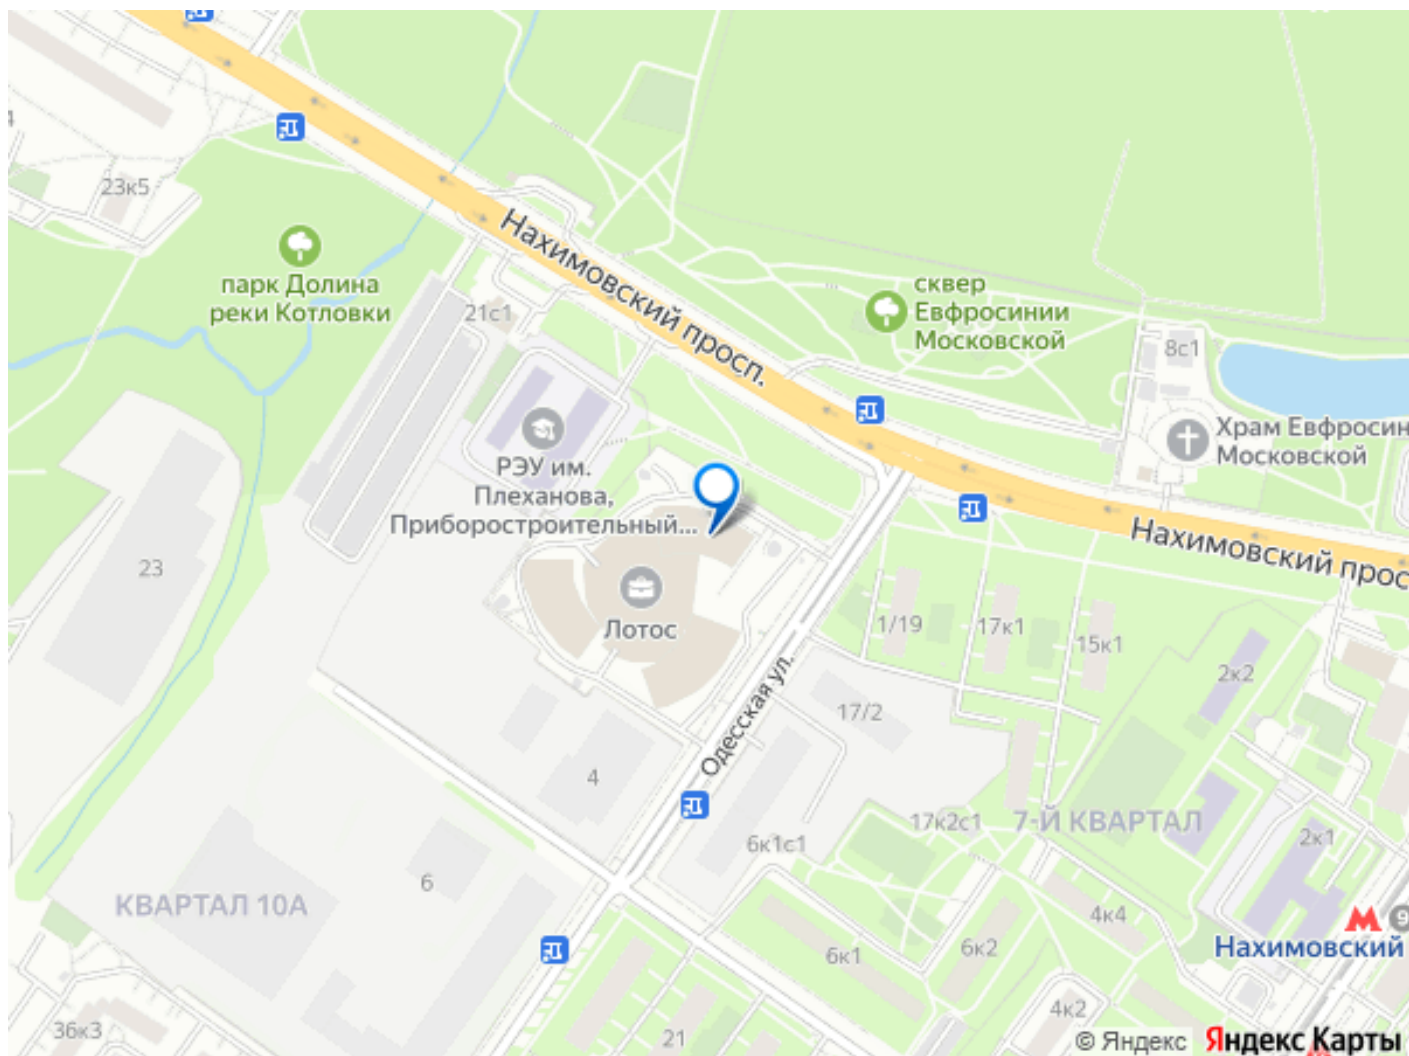 23к5
парк Долина
реки Котловки
21с1
Нахимовский просп.
сквер
Евфросинии
Московской
8с1
Храм Евфросин
Московской
РЭУ им.
Плеханова,
Приборостроительный...
Нахимовский прос
23
Лотос
1/19
17к1
15к1
2к2
Одесская ул.
17/2
4
17к2с1
7-Й КВАРТАЛ
6к1с1
2к1
6
КВАРТАЛ 10А
4к4
М
9
Нахимовский
6к1
6к2
4к2
36к3
21
© Яндекс
Яндекс Карты